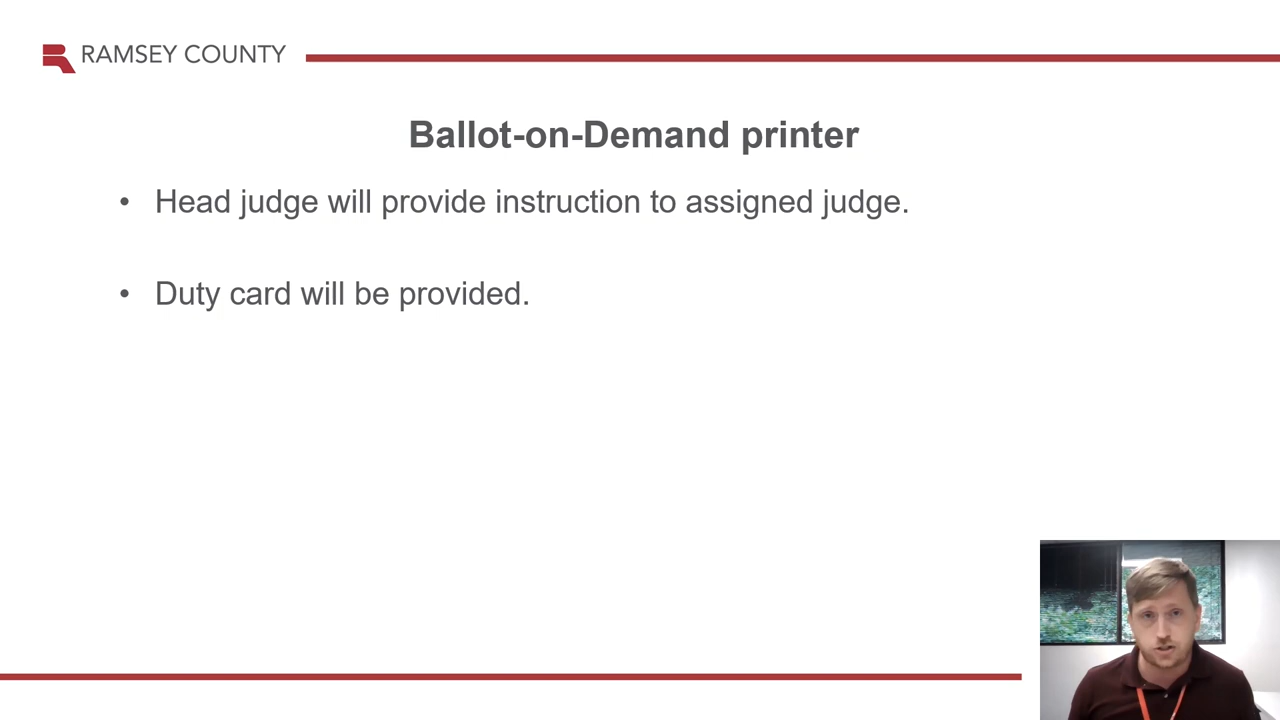 RAMSEY COUNTY
Ballot-on-Demand printer
• Head judge will provide instruction to assigned judge.
• Duty card will be provided.